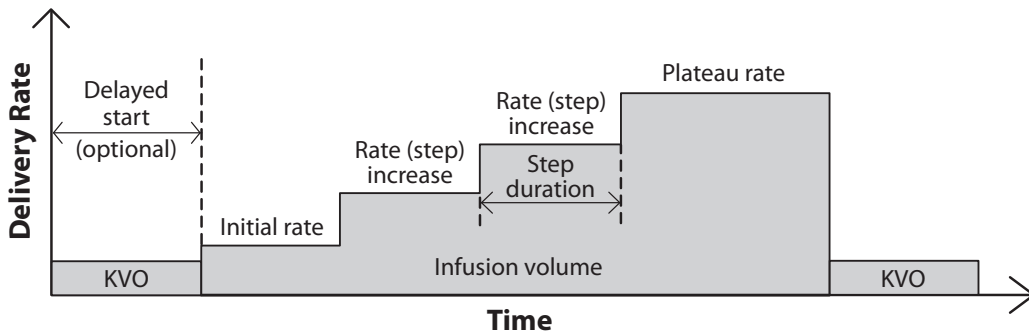 Delivery Rate
Delayed
start
(optional)
KVO
Initial rate
Rate (step)
increase
Rate (step)
increase
Step
duration
Plateau rate
Infusion volume
KVO
Time